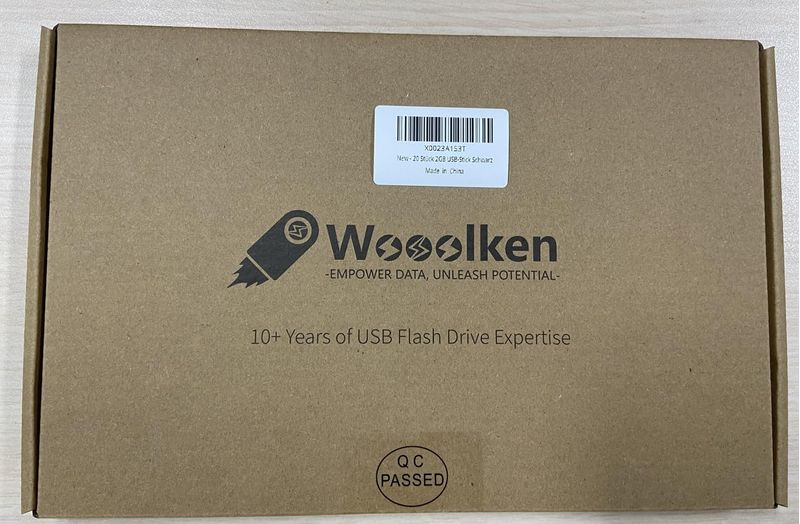 X0023A153T
New - 20 Stück 2GB USB-Stick Schwarz
Made in China
Wooolken
-EMPOWER DATA, UNLEASH POTENTIAL-
10+ Years of USB Flash Drive Expertise
QC
PASSED